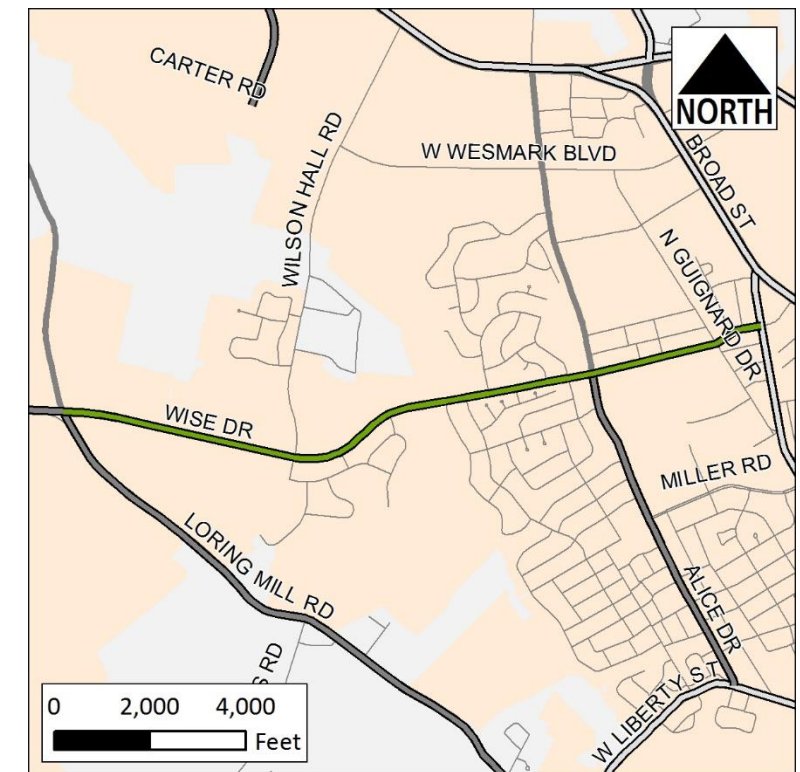 CARTER RD
NORTH
WILSON HALL RD
W WESMARK BLVD
BROAD ST
N GUIGNARD DR
WISE DR
MILLER RD
LORING MILL RD
ALICE DR
S RD
W LIBERTY ST
0 2,000 4,000
Feet